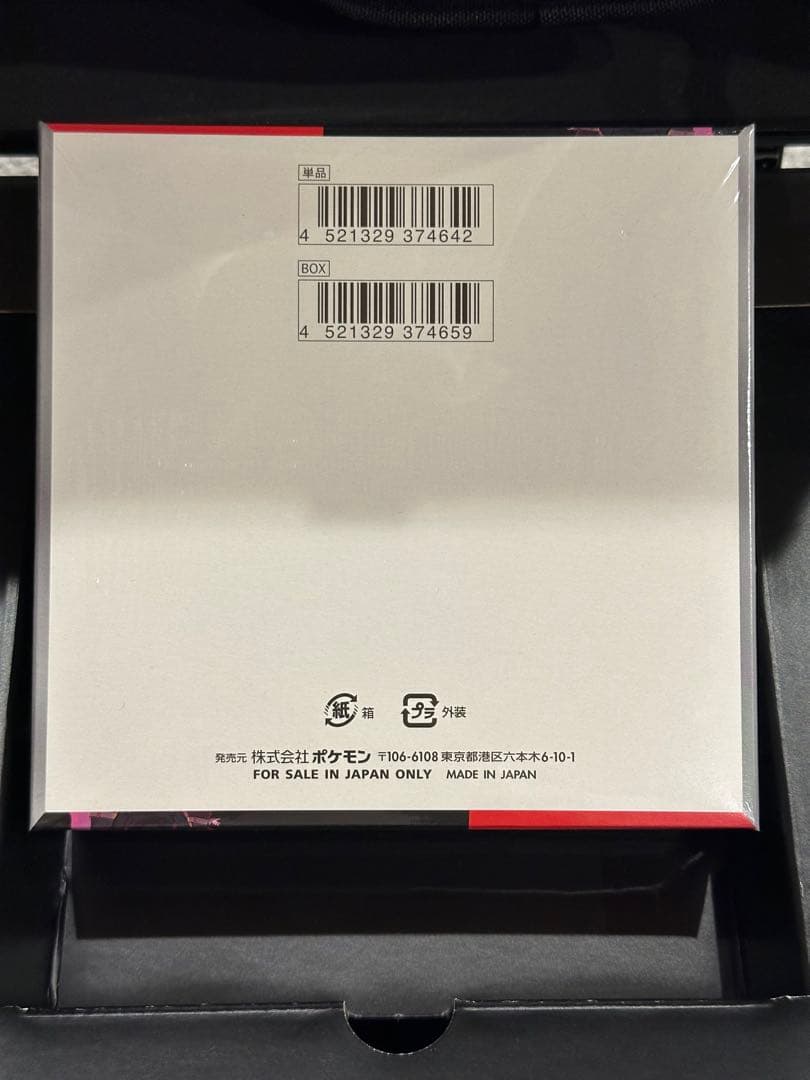 単品
4 521329 374642
BOX
4 521329 374659
紙 箱 プラ 外装
発売元 株式会社ポケモン 〒106-6108 東京都港区六本木6-10-1
FOR SALE IN JAPAN ONLY MADE IN JAPAN